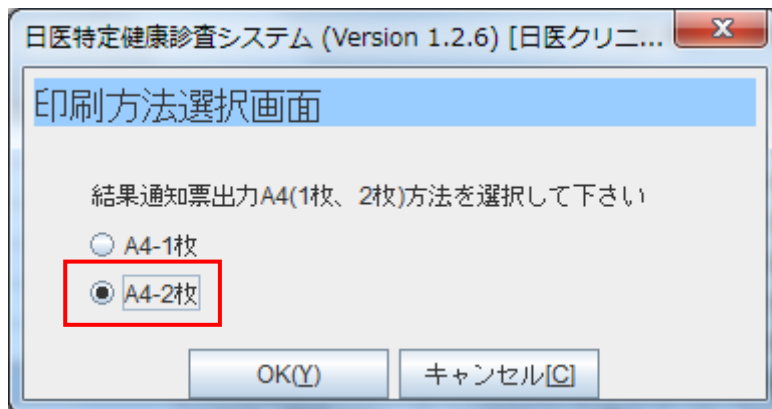 日医特定健康診査システム (Version 1.2.6) [日医クリニ...
印刷方法選択画面
結果通知票出力A4(1枚、2枚)方法を選択して下さい
A4-1枚
A4-2枚
OK(Y) キャンセル[C]